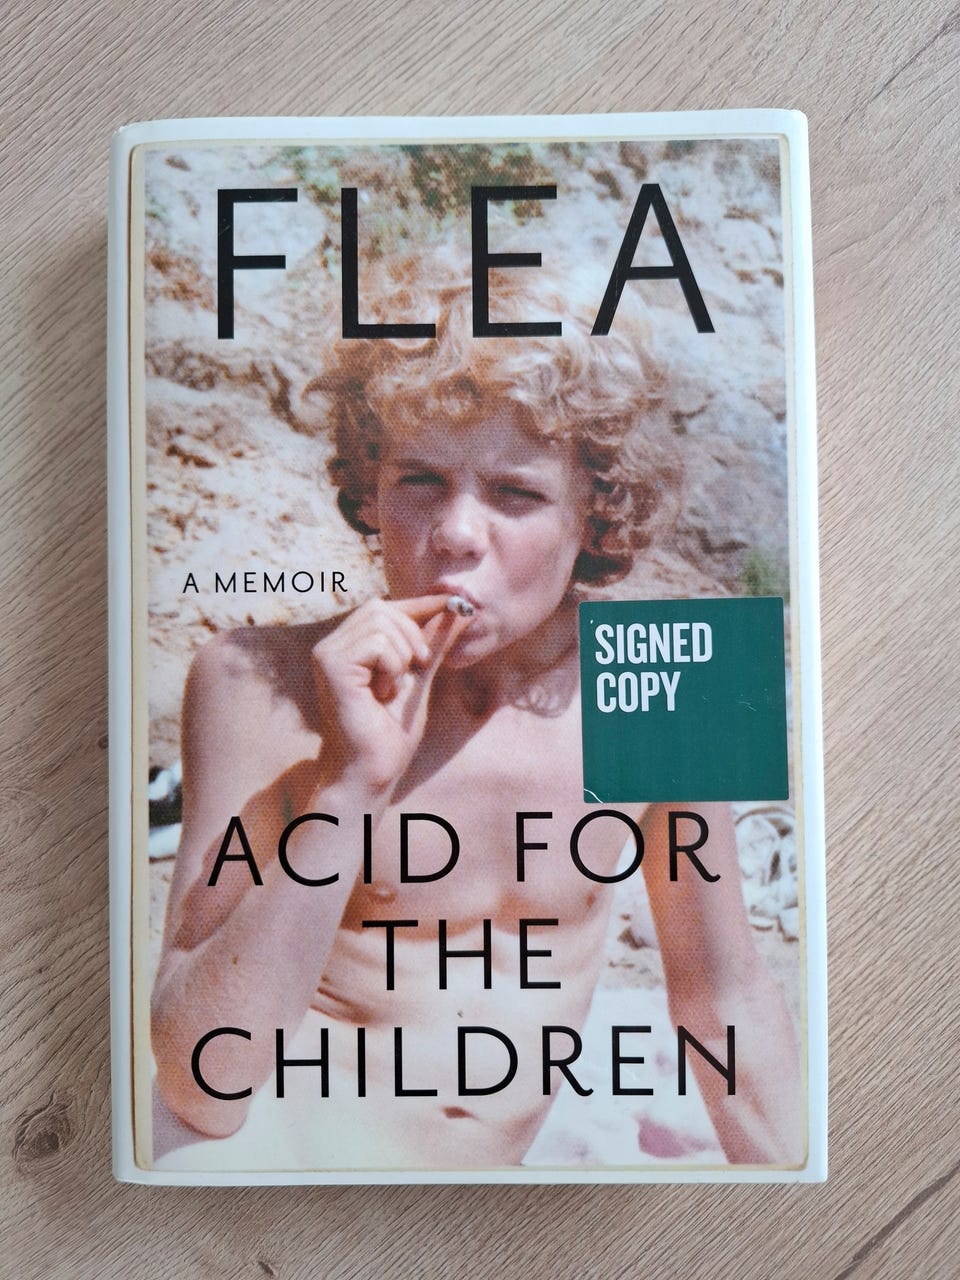 FLEA
A MEMOIR
SIGNED
COPY
ACID FOR
THE
CHILDREN